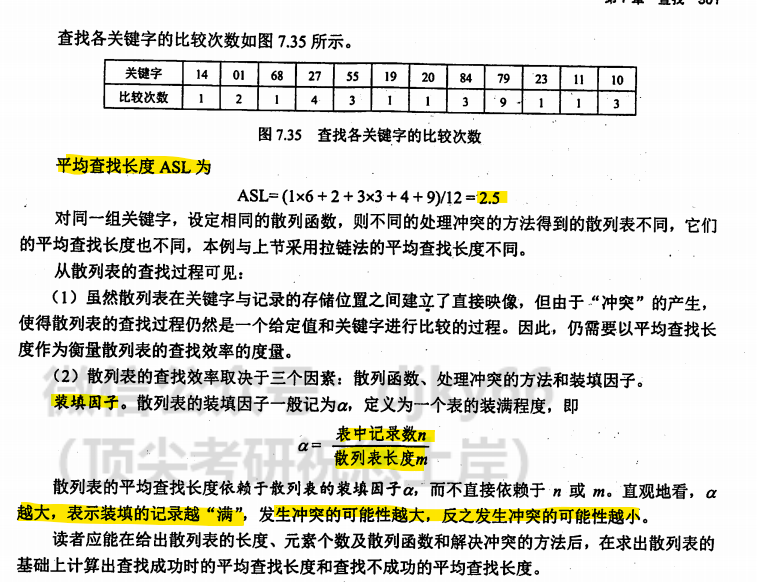 查找各关键字的比较次数如图 7.35 所示。
关键字 14 01 68 27 55 19 20 84 79 23 11 10
比较次数 1 2 1 4 3 1 1 3 9 1 1 3
图 7.35 查找各关键字的比较次数
平均查找长度 ASL 为
ASL= (1×6 + 2 + 3×3 + 4 + 9)/12 = 2.5
对同一组关键字，设定相同的散列函数，则不同的处理冲突的方法得到的散列表不同，它们
的平均查找长度也不同，本例与上节采用拉链法的平均查找长度不同。
从散列表的查找过程可见：
（1）虽然散列表在关键字与记录的存储位置之间建立了直接映像，但由于“冲突”的产生，
使得散列表的查找过程仍然是一个给定值和关键字进行比较的过程。因此，仍需要以平均查找长
度作为衡量散列表的查找效率的度量。
（2）散列表的查找效率取决于三个因素：散列函数、处理冲突的方法和装填因子。
装填因子。散列表的装填因子一般记为α，定义为一个表的装满程度，即
α = 表中记录数n
散列表长度m
散列表的平均查找长度依赖于散列表的装填因子α，而不直接依赖于 n 或 m。直观地看，α
越大，表示装填的记录越“满”，发生冲突的可能性越大，反之发生冲突的可能性越小。
读者应能在给出散列表的长度、元素个数及散列函数和解决冲突的方法后，在求出散列表的
基础上计算出查找成功时的平均查找长度和查找不成功的平均查找长度。